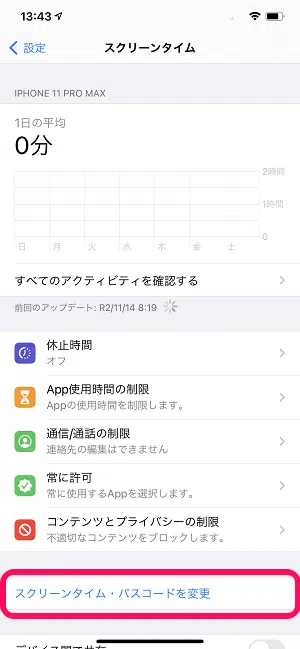 13:43
設定
スクリーンタイム
IPHONE 11 PRO MAX
1日の平均
0分
2時間
1時間
0
日 月 火 水 木 金 土
すべてのアクティビティを確認する
前回のアップデート: R2/11/14 8:19
休止時間
オフ
App使用時間の制限
Appの使用時間を制限します。
通信/通話の制限
連絡先の編集はできません
常に許可
常に使用するAppを選択します。
コンテンツとプライバシーの制限
不適切なコンテンツをブロックします。
スクリーンタイム・パスコードを変更
デバイス間で共有